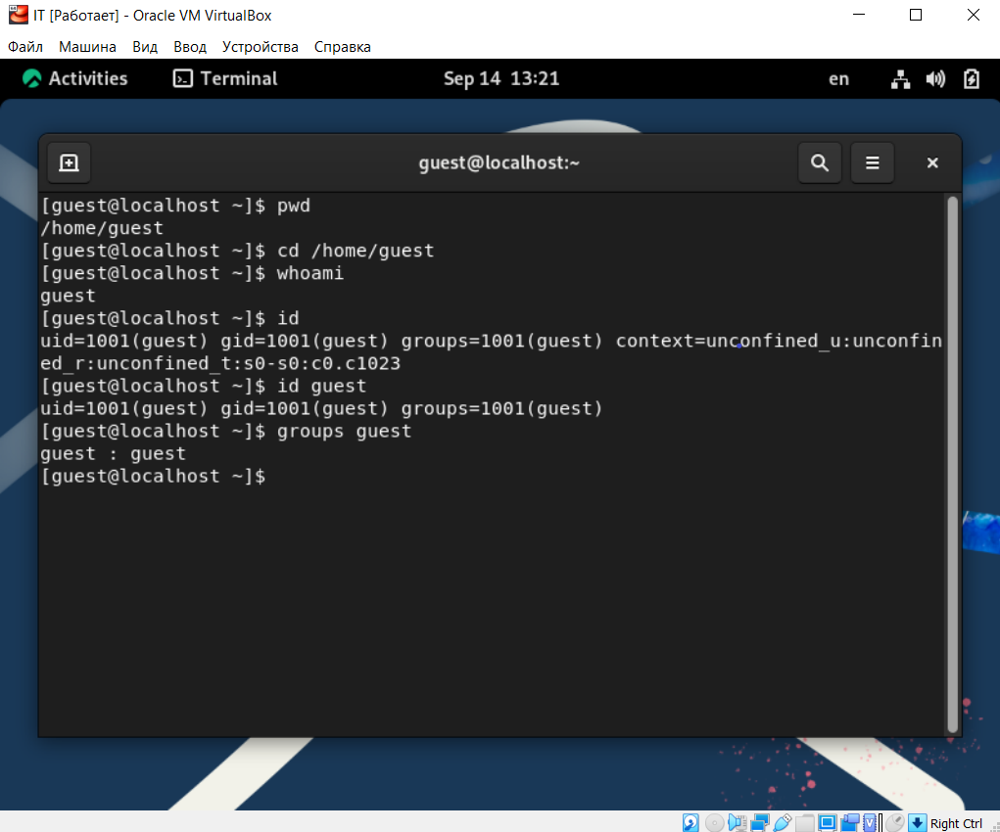 IT [Работает] - Oracle VM VirtualBox
Файл Машина Вид Ввод Устройства Справка
Activities Terminal Sep 14 13:21 en
guest@localhost:~
[guest@localhost ~]$ pwd
/home/guest
[guest@localhost ~]$ cd /home/guest
[guest@localhost ~]$ whoami
guest
[guest@localhost ~]$ id
uid=1001(guest) gid=1001(guest) groups=1001(guest) context=unconfined_u:unconfin
ed_r:unconfined_t:s0-s0:c0.c1023
[guest@localhost ~]$ id guest
uid=1001(guest) gid=1001(guest) groups=1001(guest)
[guest@localhost ~]$ groups guest
guest : guest
[guest@localhost ~]$
Right Ctrl